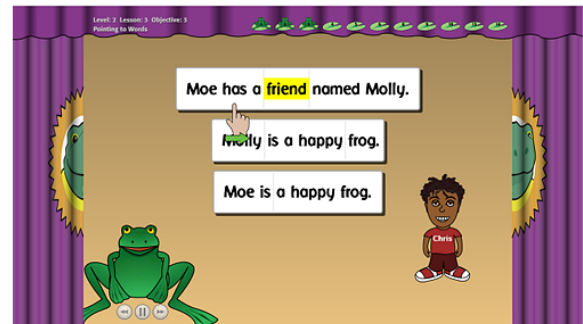 Level: 2 Lesson: 3 Objective: 3
Pointing to Words
Moe has a friend named Molly.
Molly is a happy frog.
Moe is a happy frog.
Chris